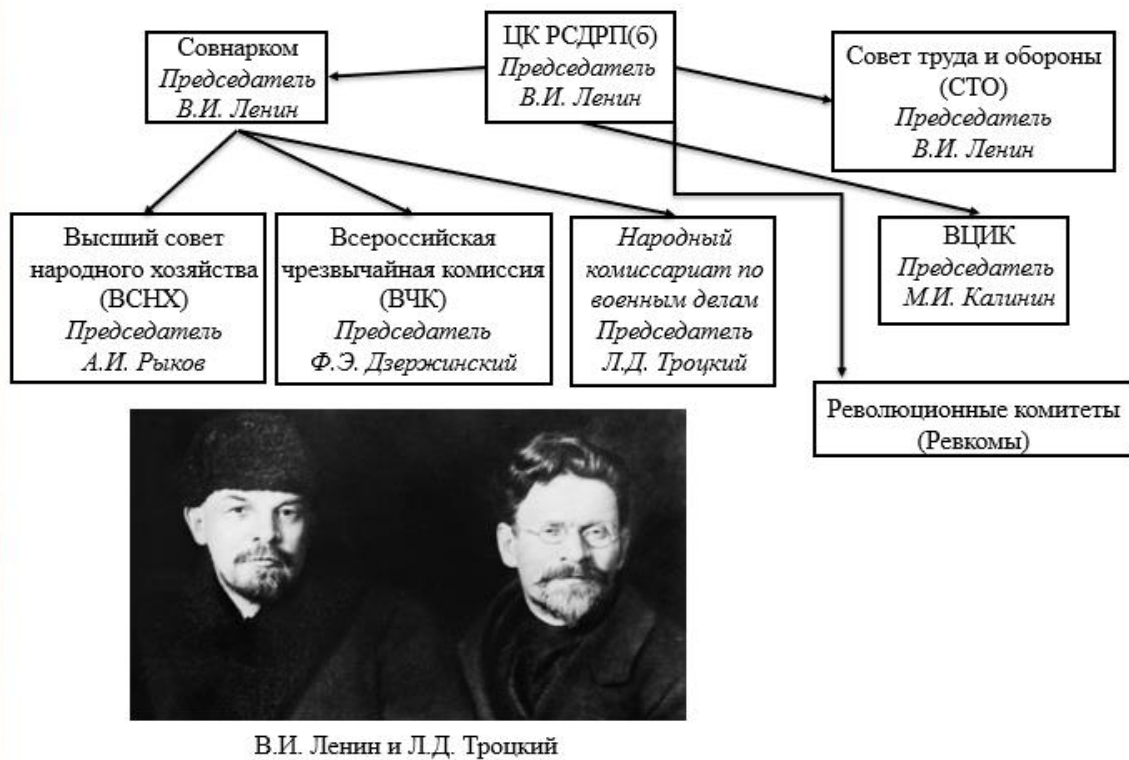 Совнарком
Председатель
В.И. Ленин
ЦК РСДРП(б)
Председатель
В.И. Ленин
Совет труда и обороны
(СТО)
Председатель
В.И. Ленин
Высший совет
народного хозяйства
(ВСНХ)
Председатель
А.И. Рыков
Всероссийская
чрезвычайная комиссия
(ВЧК)
Председатель
Ф.Э. Дзержинский
Народный
комиссариат по
военным делам
Председатель
Л.Д. Троцкий
ВЦИК
Председатель
М.И. Калинин
Революционные комитеты
(Ревкомы)
В.И. Ленин и Л.Д. Троцкий